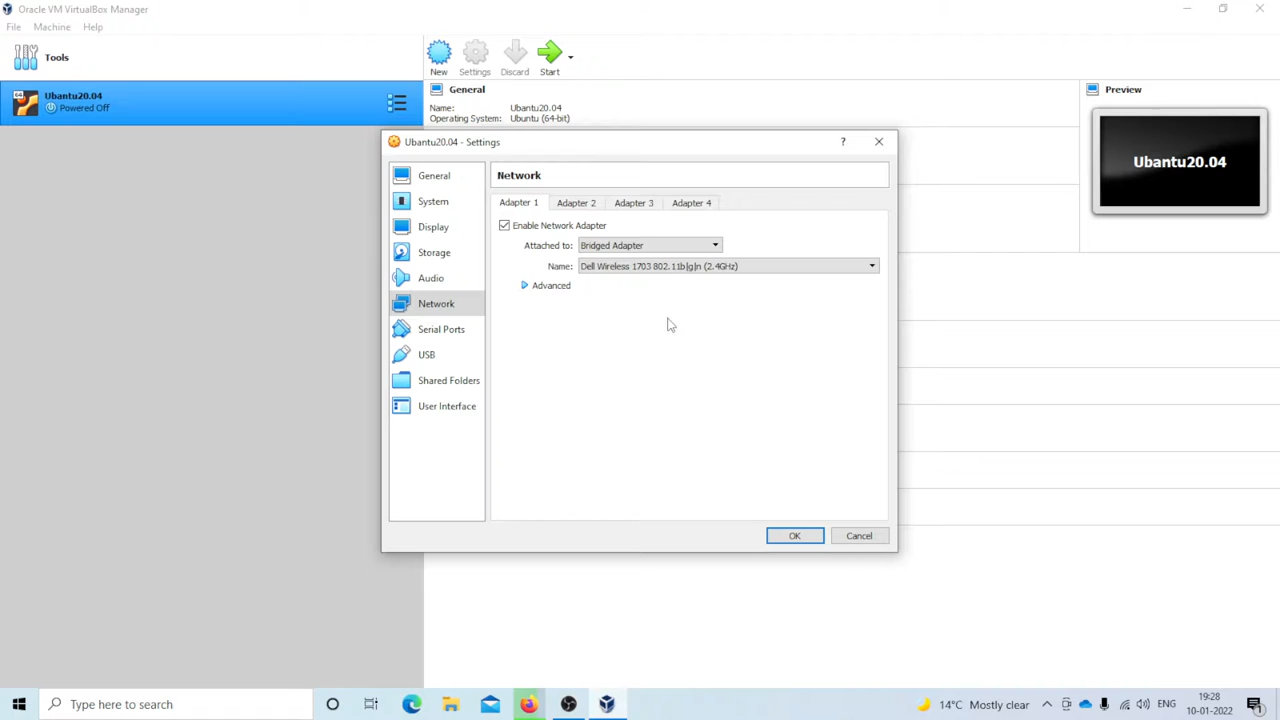 Oracle VM VirtualBox Manager
File Machine Help
Tools
New Settings Discard Start
64 Ubantu20.04
Powered Off
General
Name: Ubantu20.04
Operating System: Ubuntu (64-bit)
Preview
Ubantu20.04
Ubantu20.04 - Settings
?
General
System
Display
Storage
Audio
Network
Serial Ports
USB
Shared Folders
User Interface
Network
Adapter 1 Adapter 2 Adapter 3 Adapter 4
Enable Network Adapter
Attached to: Bridged Adapter
Name: Dell Wireless 1703 802.11b|g|n (2.4GHz)
Advanced
OK Cancel
Type here to search
14°C Mostly clear
ENG
19:28
10-01-2022
1